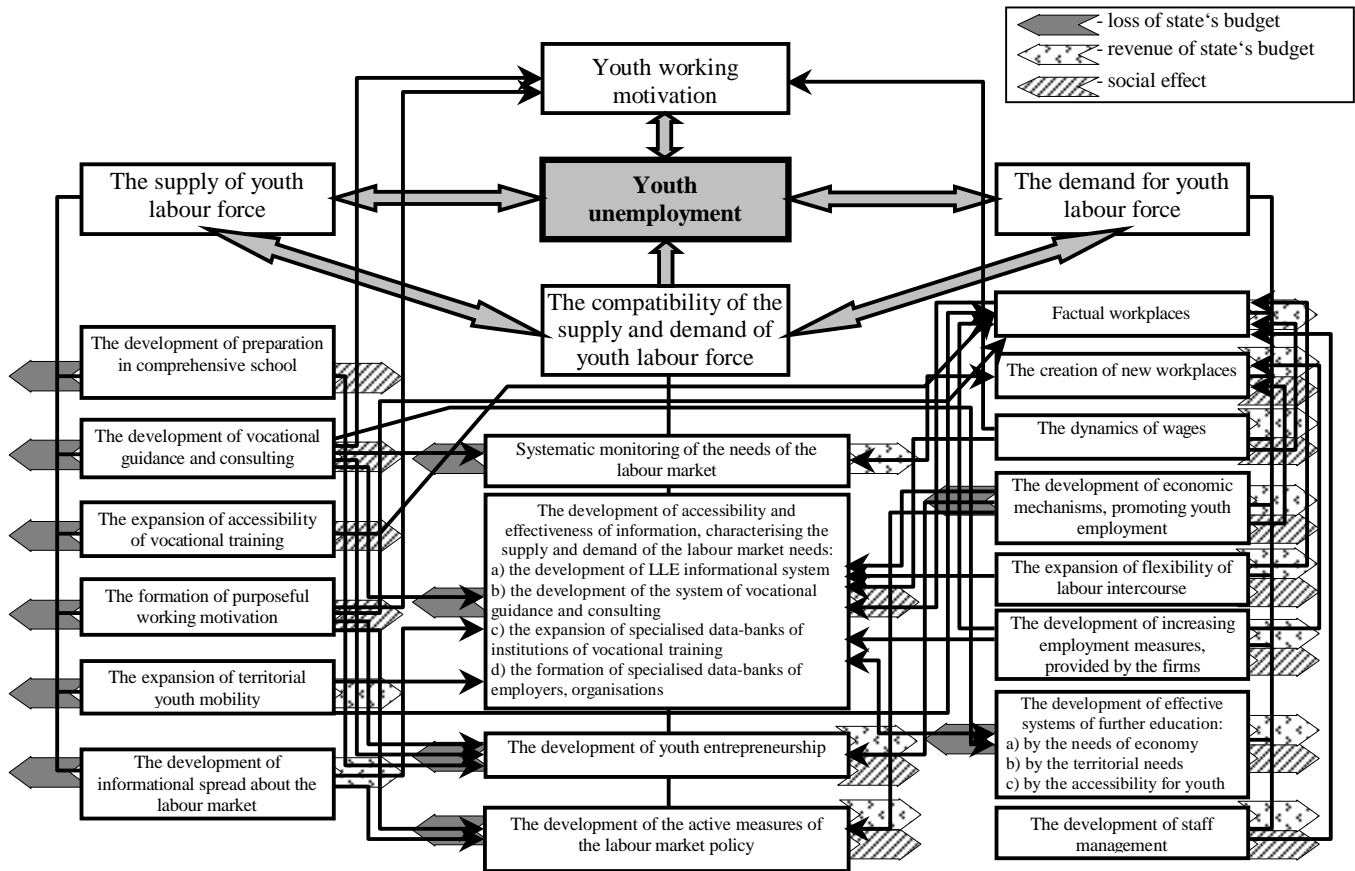 - loss of state‘s budget
- revenue of state‘s budget
- social effect
Youth working
motivation
The supply of youth
labour force
Youth
unemployment
The demand for youth
labour force
The compatibility of the
supply and demand of
youth labour force
The development of preparation
in comprehensive school
The development of vocational
guidance and consulting
The expansion of accessibility
of vocational training
The formation of purposeful
working motivation
The expansion of territorial
youth mobility
The development of
informational spread about the
labour market
Systematic monitoring of the needs of the
labour market
The development of accessibility and
effectiveness of information, characterising the
supply and demand of the labour market needs:
a) the development of LLE informational system
b) the development of the system of vocational
guidance and consulting
c) the expansion of specialised data-banks of
institutions of vocational training
d) the formation of specialised data-banks of
employers, organisations
The development of youth entrepreneurship
The development of the active measures of
the labour market policy
Factual workplaces
The creation of new workplaces
The dynamics of wages
The development of economic
mechanisms, promoting youth
employment
The expansion of flexibility of
labour intercourse
The development of increasing
employment measures,
provided by the firms
The development of effective
systems of further education:
a) by the needs of economy
b) by the territorial needs
c) by the accessibility for youth
The development of staff
management